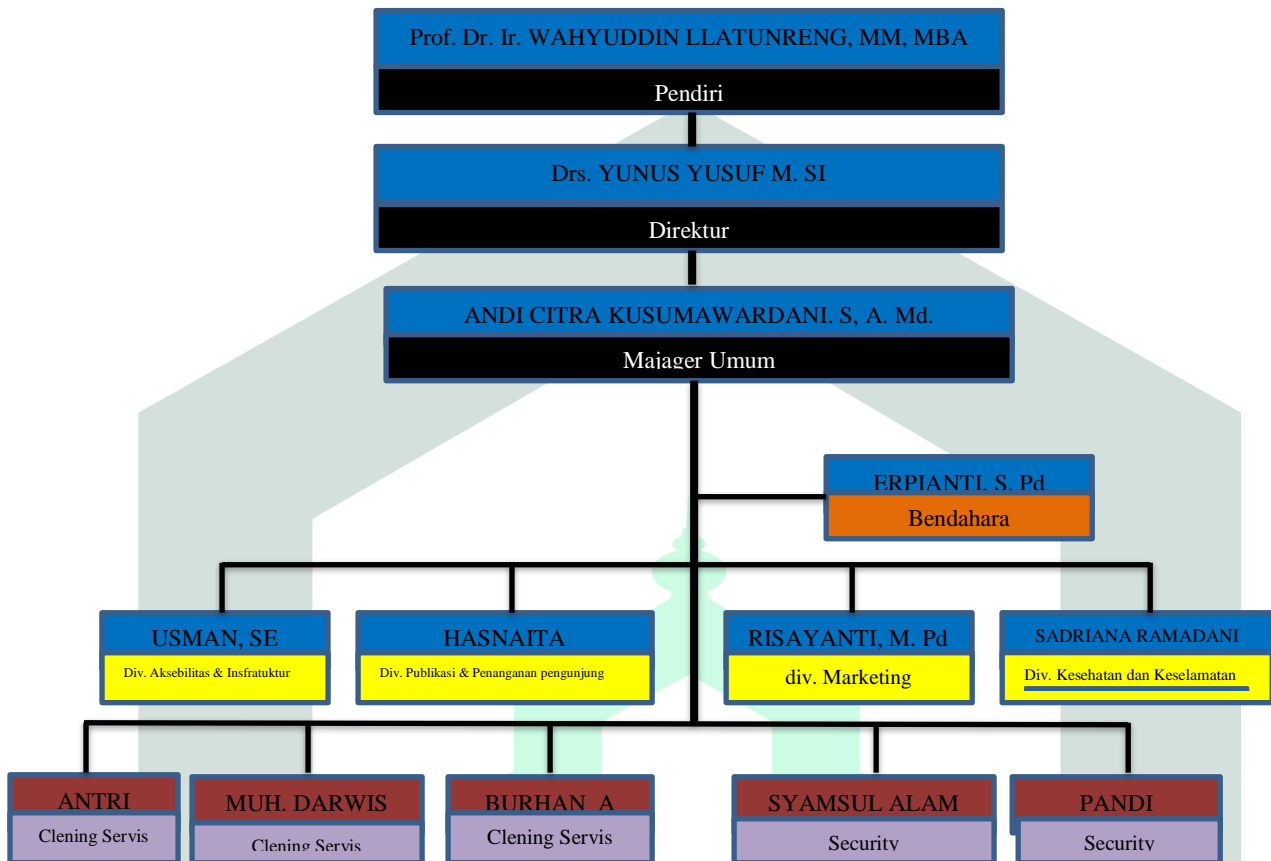 Prof. Dr. Ir. WAHYUDDIN LLATUNRENG, MM, MBA
Pendiri
Drs. YUNUS YUSUF M. SI
Direktur
ANDI CITRA KUSUMAWARDANI. S, A. Md.
Majager Umum
ERPIANTI, S. Pd
Bendahara
USMAN, SE
Div. Aksebilitas & Insfratuktur
HASNAITA
Div. Publikasi & Penanganan pengunjung
RISAYANTI, M. Pd
div. Marketing
SADRIANA RAMADANI
Div. Kesehatan dan Keselamatan
ANTRI
Clening Servis
MUH. DARWIS
Clening Servis
BURHAN A
Clening Servis
SYAMSUL ALAM
Security
PANDI
Security